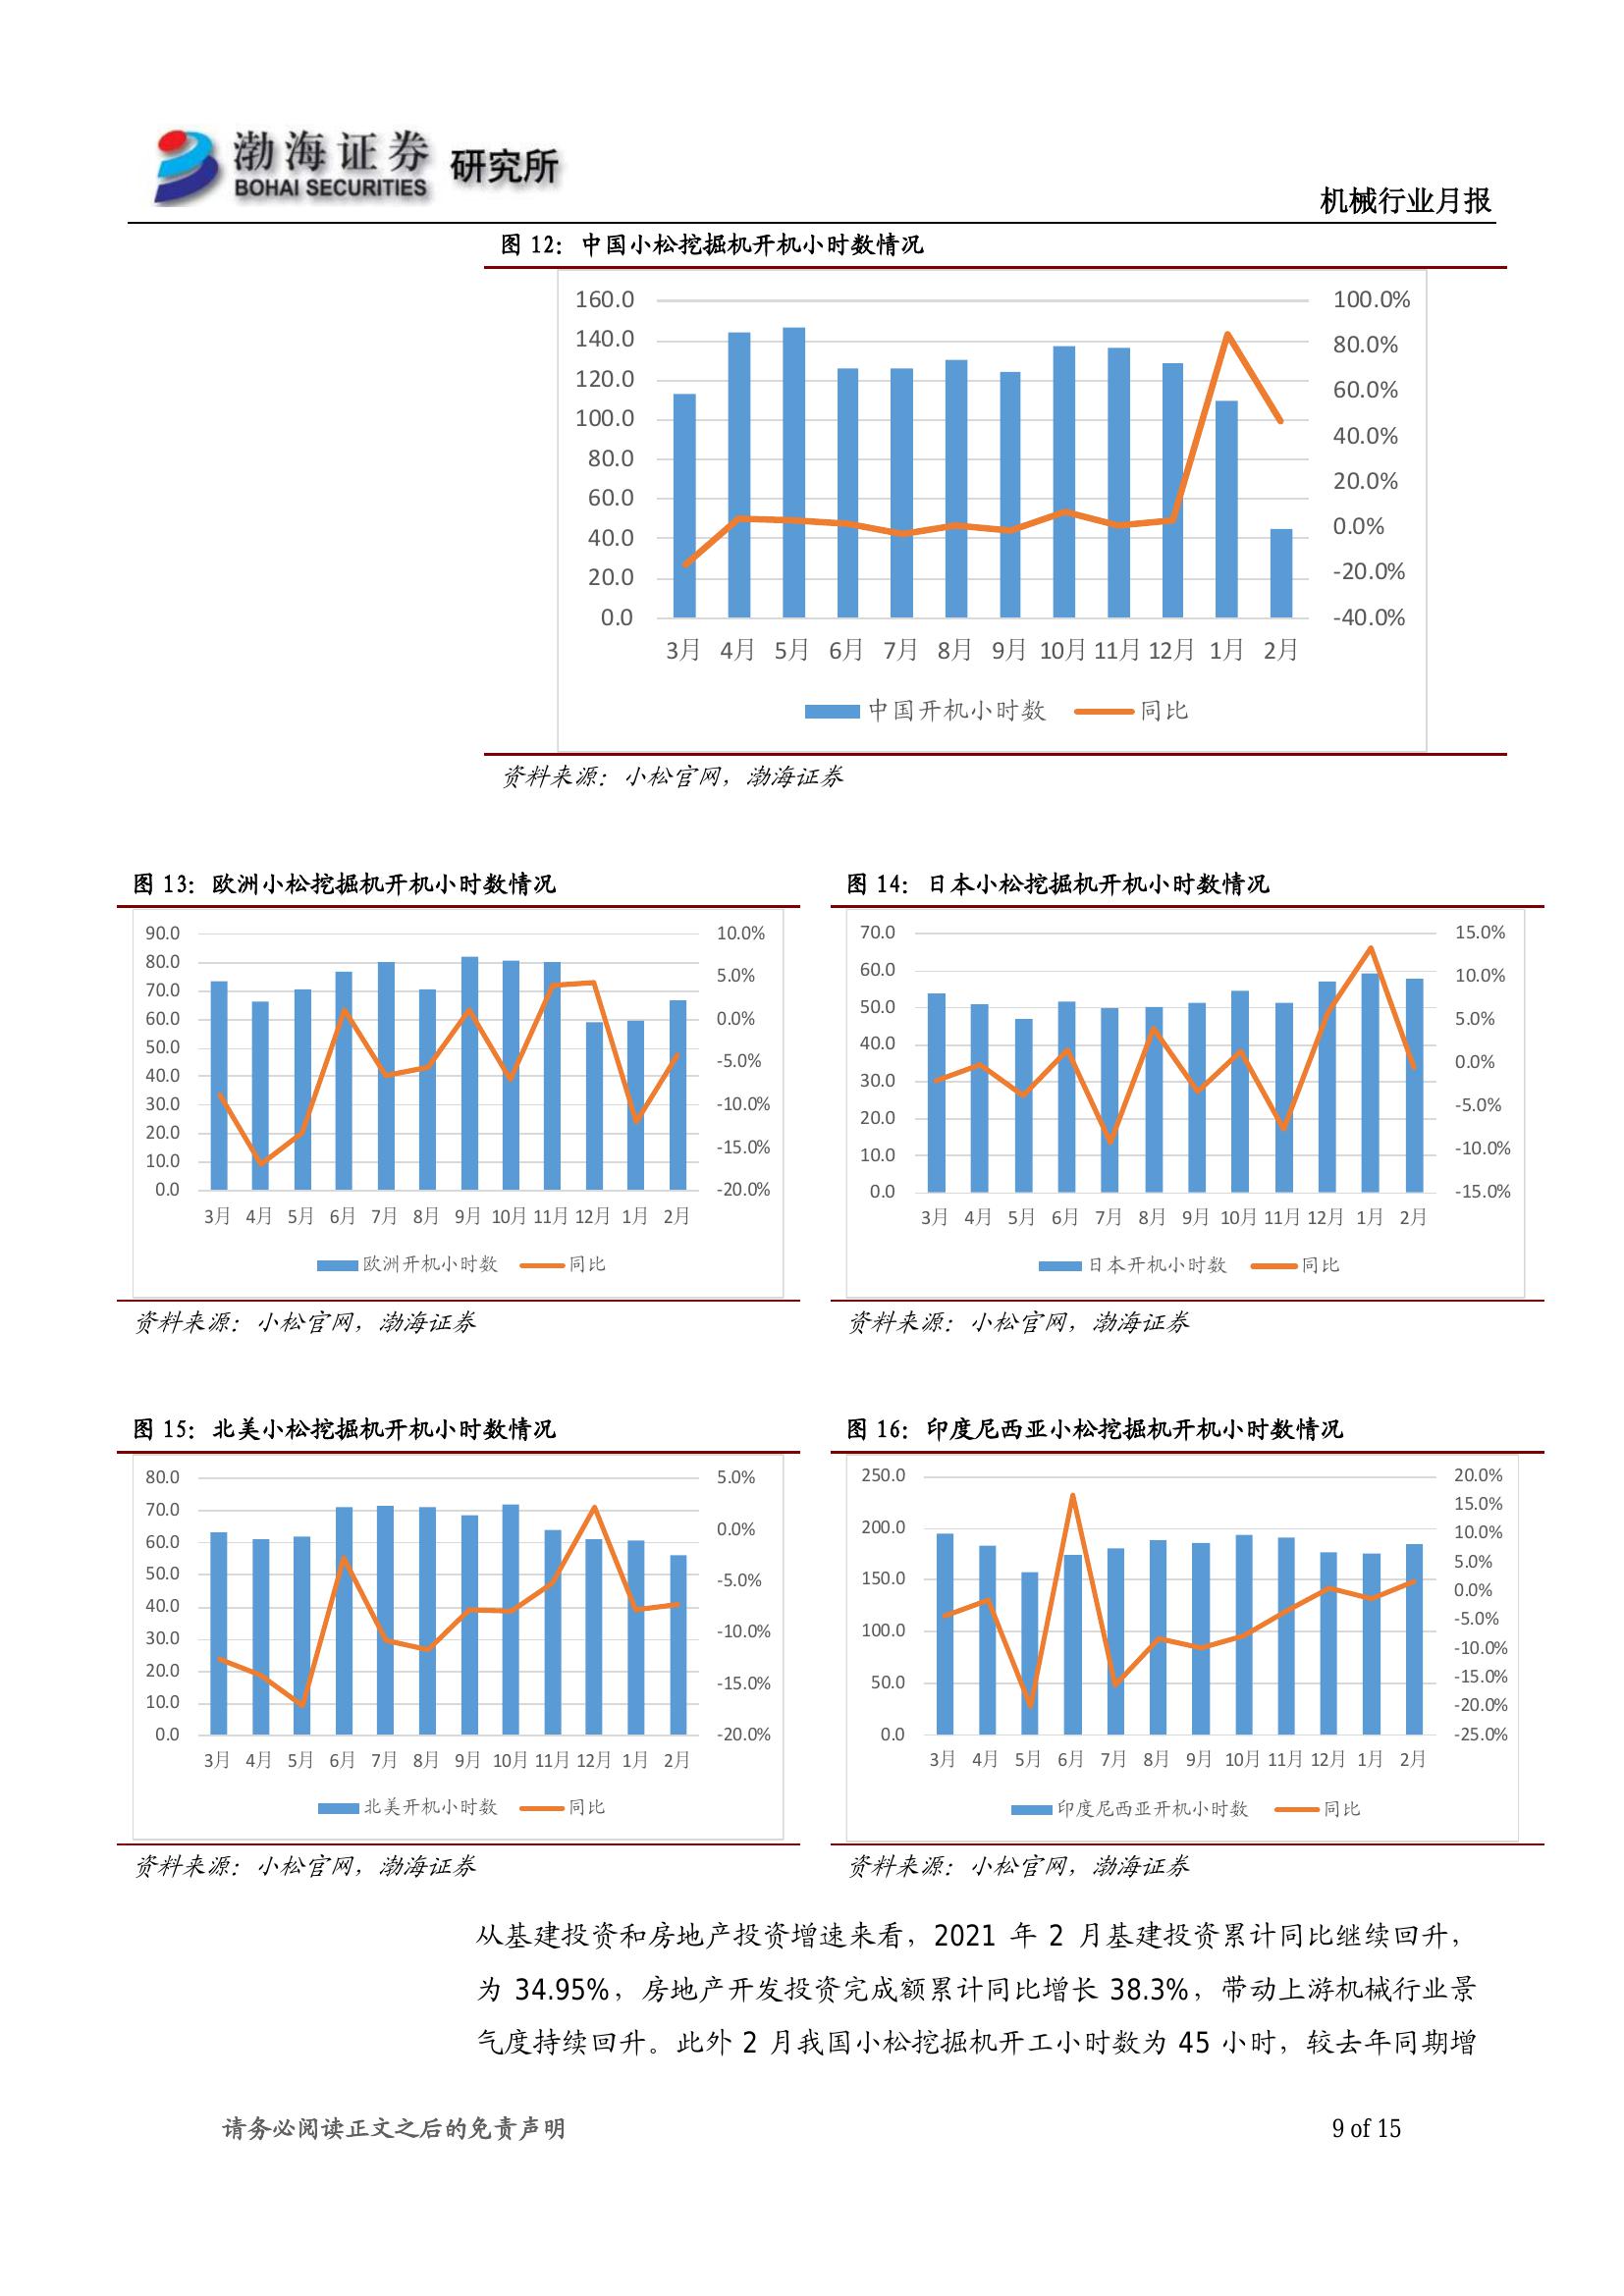 渤海证券 研究所
BOHAI SECURITIES
机械行业月报
图 12：中国小松挖掘机开机小时数情况
160.0
140.0
120.0
100.0
80.0
60.0
40.0
20.0
0.0
100.0%
80.0%
60.0%
40.0%
20.0%
0.0%
-20.0%
-40.0%
3月 4月 5月 6月 7月 8月 9月 10月 11月 12月 1月 2月
中国开机小时数 同比
资料来源：小松官网，渤海证券
图 13：欧洲小松挖掘机开机小时数情况
90.0
80.0
70.0
60.0
50.0
40.0
30.0
20.0
10.0
0.0
10.0%
5.0%
0.0%
-5.0%
-10.0%
-15.0%
-20.0%
3月 4月 5月 6月 7月 8月 9月 10月 11月 12月 1月 2月
欧洲开机小时数 同比
资料来源：小松官网，渤海证券
图 14：日本小松挖掘机开机小时数情况
70.0
60.0
50.0
40.0
30.0
20.0
10.0
0.0
15.0%
10.0%
5.0%
0.0%
-5.0%
-10.0%
-15.0%
3月 4月 5月 6月 7月 8月 9月 10月 11月 12月 1月 2月
日本开机小时数 同比
资料来源：小松官网，渤海证券
图 15：北美小松挖掘机开机小时数情况
80.0
70.0
60.0
50.0
40.0
30.0
20.0
10.0
0.0
5.0%
0.0%
-5.0%
-10.0%
-15.0%
-20.0%
3月 4月 5月 6月 7月 8月 9月 10月 11月 12月 1月 2月
北美开机小时数 同比
资料来源：小松官网，渤海证券
图 16：印度尼西亚小松挖掘机开机小时数情况
250.0
200.0
150.0
100.0
50.0
0.0
20.0%
15.0%
10.0%
5.0%
0.0%
-5.0%
-10.0%
-15.0%
-20.0%
-25.0%
3月 4月 5月 6月 7月 8月 9月 10月 11月 12月 1月 2月
印度尼西亚开机小时数 同比
资料来源：小松官网，渤海证券
从基建投资和房地产投资增速来看，2021 年 2 月基建投资累计同比继续回升，
为 34.95%，房地产开发投资完成额累计同比增长 38.3%，带动上游机械行业景
气度持续回升。此外 2 月我国小松挖掘机开工小时数为 45 小时，较去年同期增
请务必阅读正文之后的免责声明
9 of 15